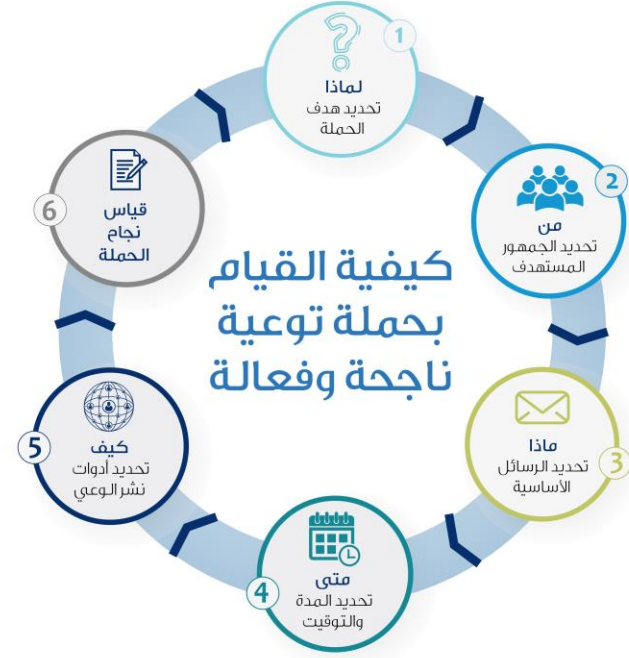 كيفية القيام
بحملة توعية
ناجحة وفعالة
1
لماذا
تحديد هدف
الحملة
2
من
تحديد الجمهور
المستهدف
3
ماذا
تحديد الرسائل
الأساسية
4
متى
تحديد المدة
والتوقيت
5
كيف
تحديد أدوات
نشر الوعي
6
قياس
نجاح
الحملة